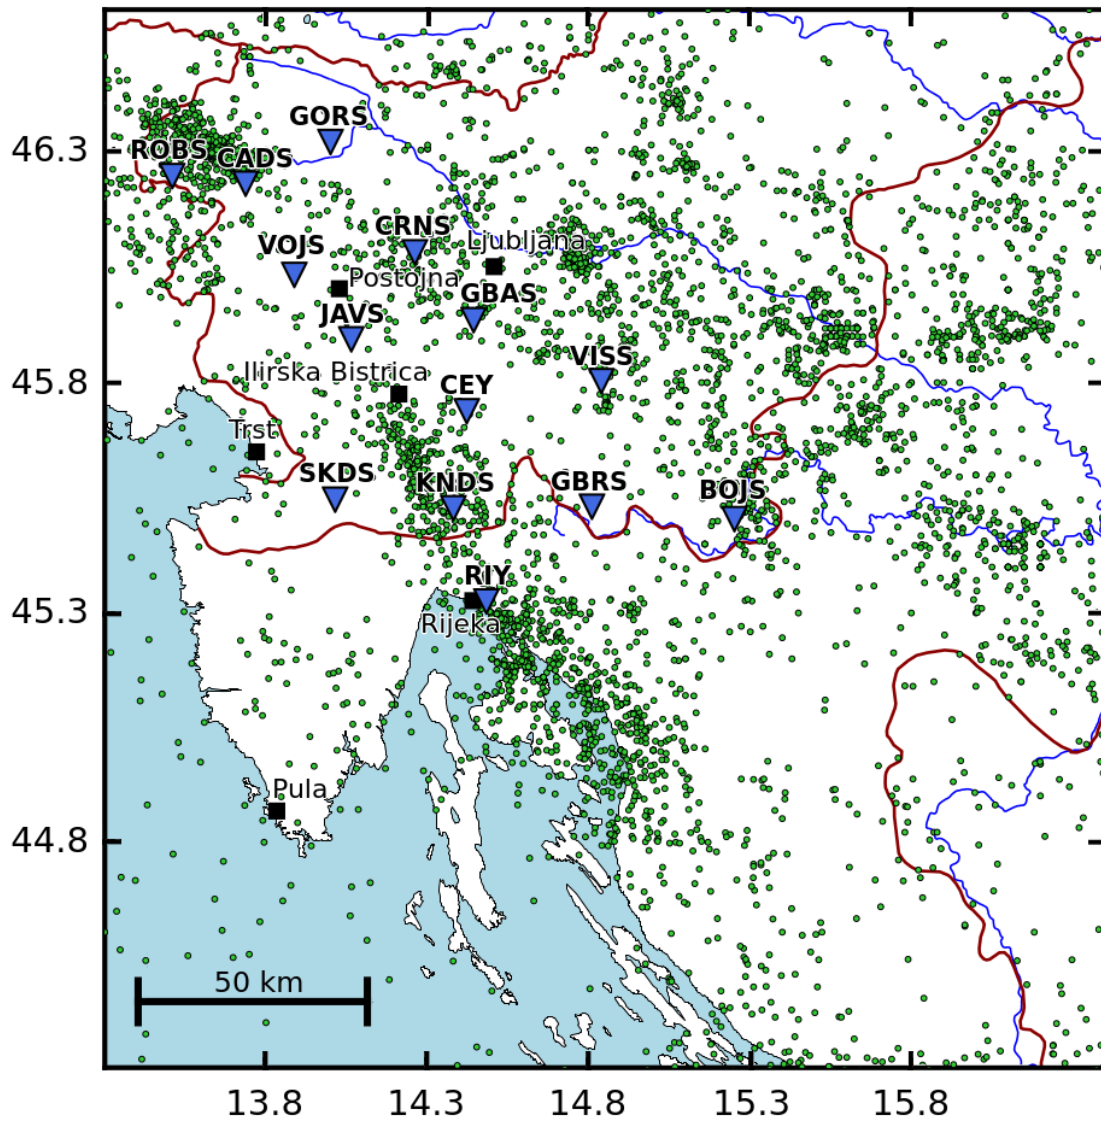 GORS
46.3
ROBS
CADS
CRNS
Ljubljana
VOJS
Postojna
GBAS
JAVS
VISS
Ilirska Bistrica
45.8
CEY
Trst
SKDS
KNDS
GBRS
BOJS
RIY
45.3
Rijeka
Pula
44.8
50 km
13.8
14.3
14.8
15.3
15.8